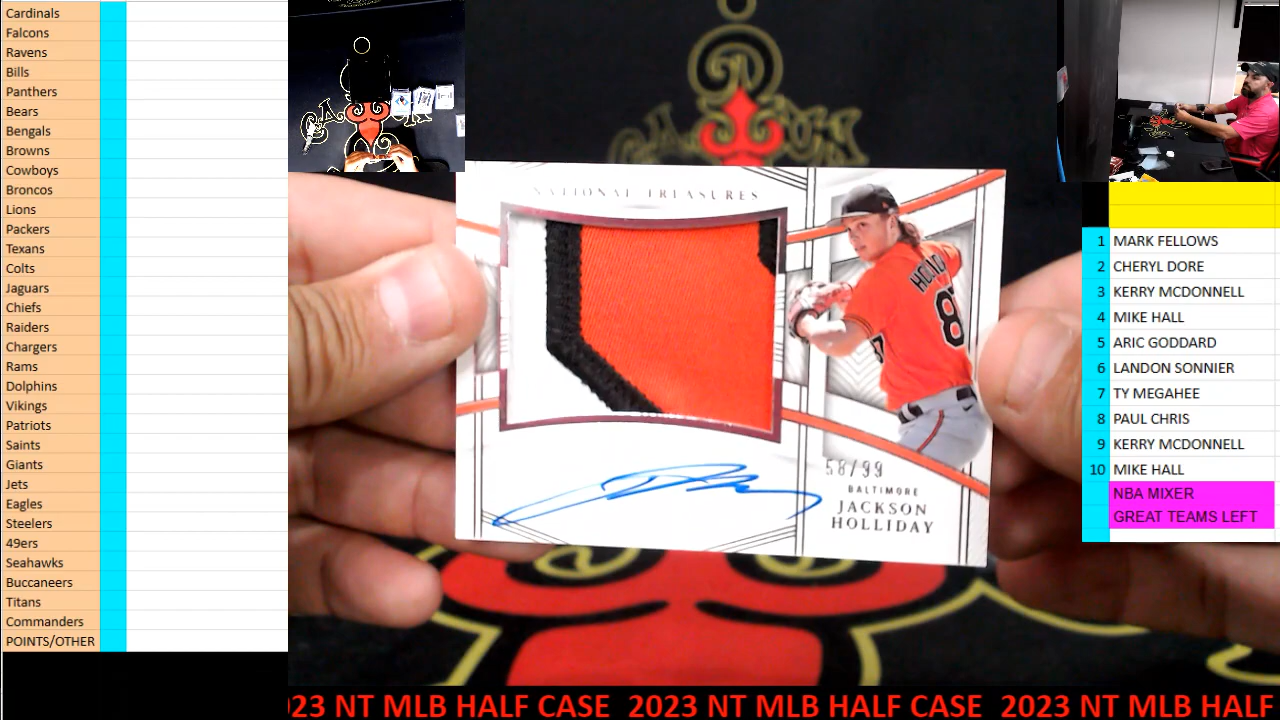 Cardinals
Falcons
Ravens
Bills
Panthers
Bears
Bengals
Browns
Cowboys
Broncos
Lions
Packers
Texans
Colts
Jaguars
Chiefs
Raiders
Chargers
Rams
Dolphins
Vikings
Patriots
Saints
Giants
Jets
Eagles
Steelers
49ers
Seahawks
Buccaneers
Titans
Commanders
POINTS/OTHER
NATIONAL TREASURES
58/99
BALTIMORE
JACKSON
HOLLIDAY
1 MARK FELLOWS
2 CHERYL DORE
3 KERRY MCDONNELL
4 MIKE HALL
5 ARIC GODDARD
6 LANDON SONNIER
7 TY MEGAHEE
8 PAUL CHRIS
9 KERRY MCDONNELL
10 MIKE HALL
NBA MIXER
GREAT TEAMS LEFT
23 NT MLB HALF CASE 2023 NT MLB HALF CASE 2023 NT MLB HALF